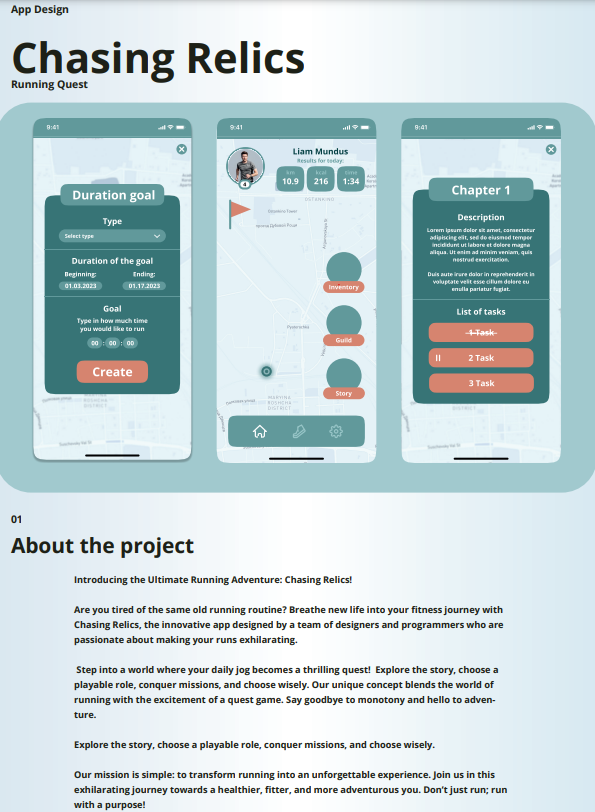 App Design
Chasing Relics
Running Quest
9:41
Duration goal
Type
Select type
Duration of the goal
Beginning:
Ending:
01.03.2023
01.17.2023
Goal
Type in how much time
you would like to run
00 : 00 : 00
Create
9:41
Liam Mundus
Results for today:
4
km
10.9
kcal
216
time
1:34
Inventory
Guild
Story
MARYINA
ROSHCHA
DISTRICT
9:41
Chapter 1
Description
Lorem ipsum dolor sit amet, consectetur
adipiscing elit, sed do eiusmod tempor
incididunt ut labore et dolore magna
aliqua. Ut enim ad minim veniam, quis
nostrud exercitation.
Duis aute irure dolor in reprehenderit in
voluptate velit esse cillum dolore eu
fugiat.
List of tasks
1 Task
2 Task
3 Task
01
About the project
Introducing the Ultimate Running Adventure: Chasing Relics!
Are you tired of the same old running routine? Breathe new life into your fitness journey with
Chasing Relics, the innovative app designed by a team of designers and programmers who are
passionate about making your runs exhilarating.
Step into a world where your daily jog becomes a thrilling quest! Explore the story, choose a
playable role, conquer missions, and choose wisely. Our unique concept blends the world of
running with the excitement of a quest game. Say goodbye to monotony and hello to adven-
ture.
Explore the story, choose a playable role, conquer missions, and choose wisely.
Our mission is simple: to transform running into an unforgettable experience. Join us in this
exhilarating journey towards a healthier, fitter, and more adventurous you. Don't just run; run
with a purpose!